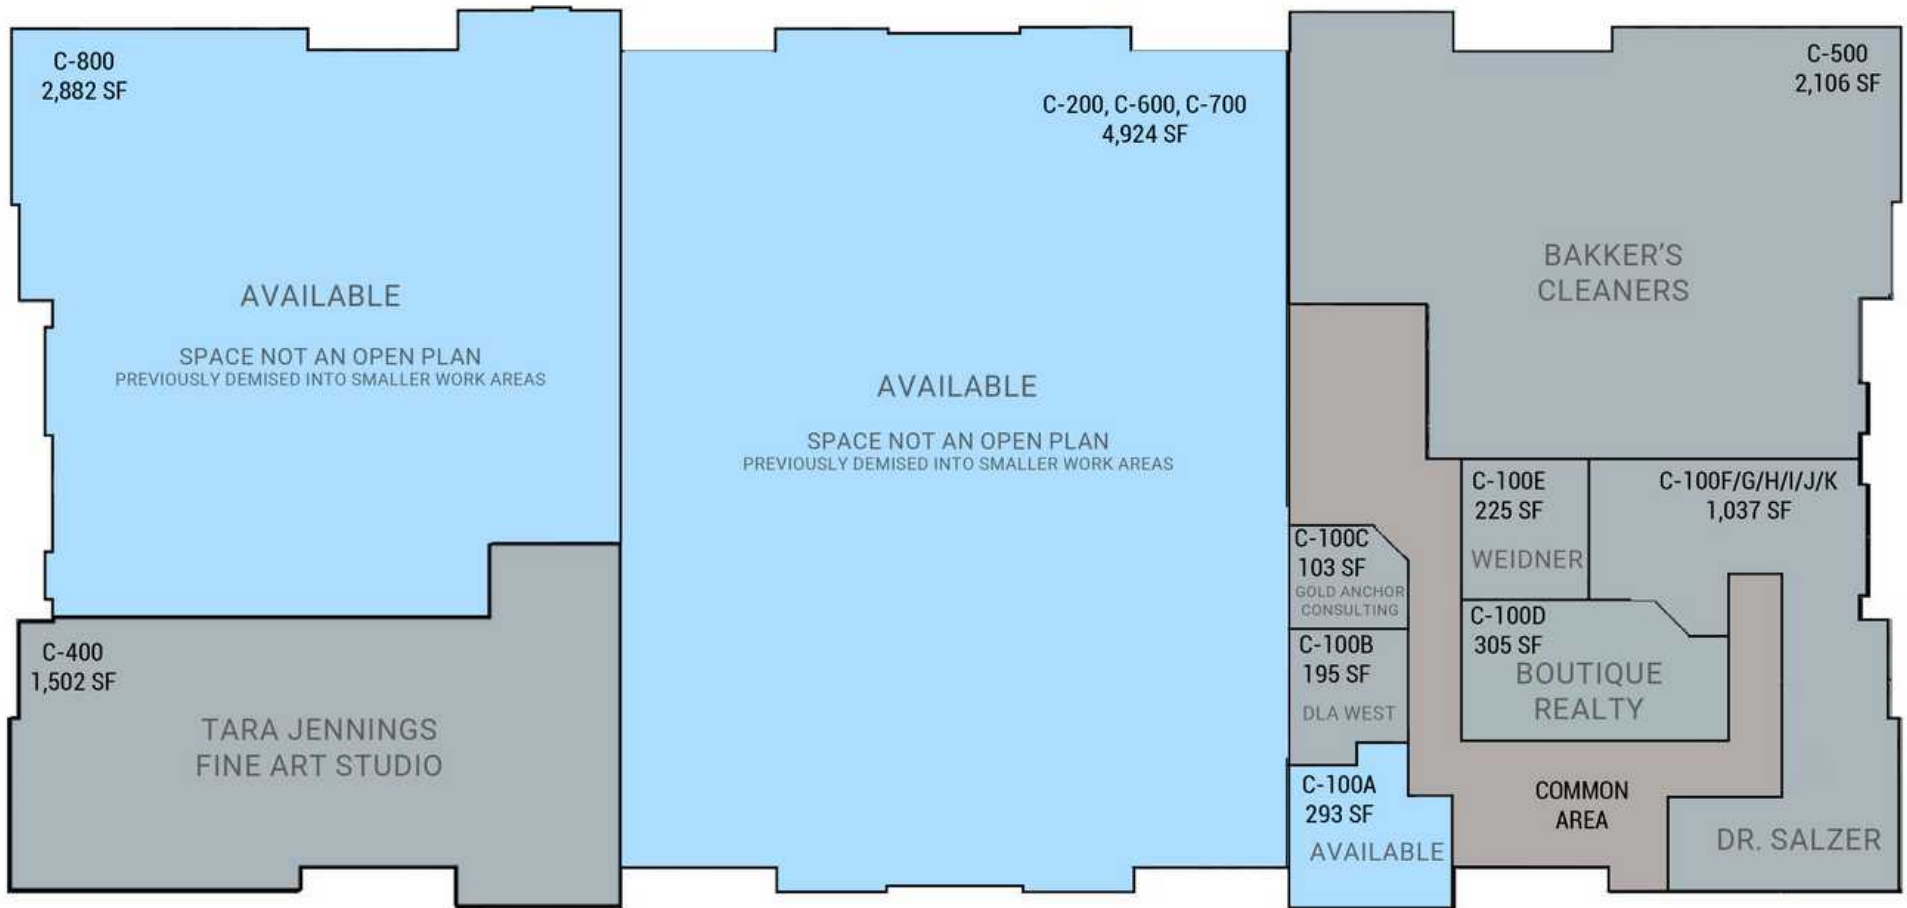 C-800
2,882 SF
AVAILABLE
SPACE NOT AN OPEN PLAN
PREVIOUSLY DEMISED INTO SMALLER WORK AREAS
C-400
1,502 SF
TARA JENNINGS
FINE ART STUDIO
C-200, C-600, C-700
4,924 SF
AVAILABLE
SPACE NOT AN OPEN PLAN
PREVIOUSLY DEMISED INTO SMALLER WORK AREAS
C-500
2,106 SF
BAKKER'S
CLEANERS
C-100C
103 SF
GOLD ANCHOR
CONSULTING
C-100B
195 SF
DLA WEST
C-100A
293 SF
AVAILABLE
C-100E
225 SF
WEIDNER
C-100F/G/H/I/J/K
1,037 SF
C-100D
305 SF
BOUTIQUE
REALTY
COMMON
AREA
DR. SALZER